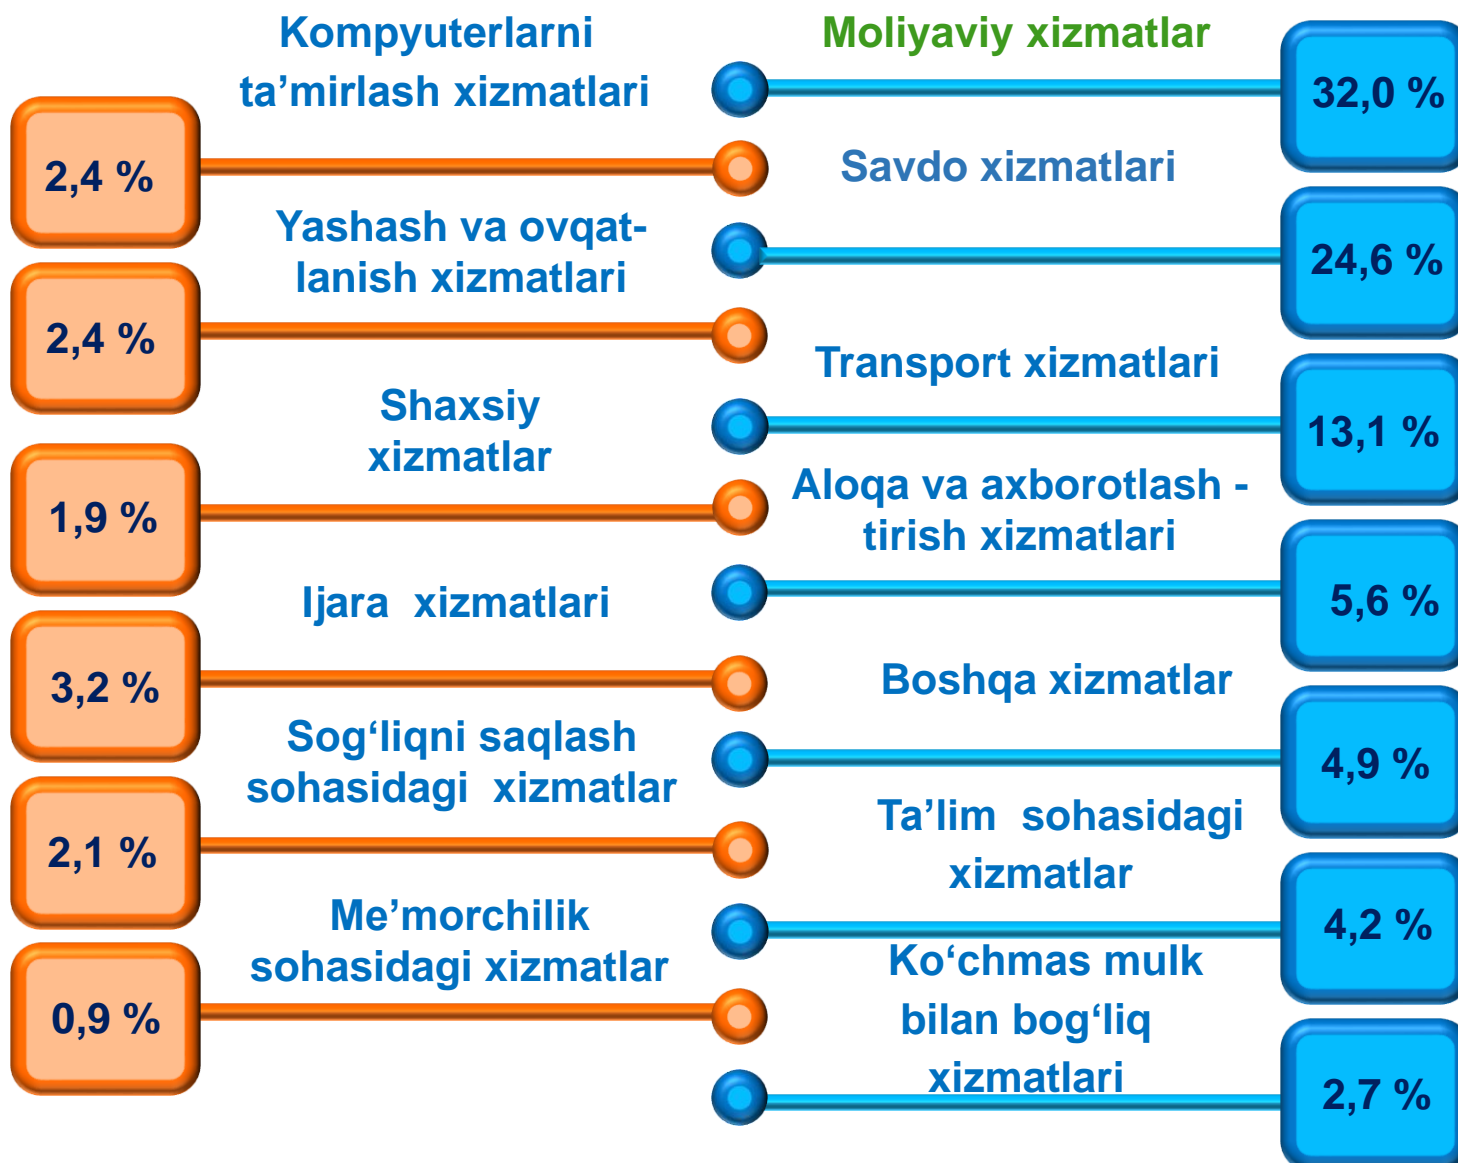 Kompyuterlarni
ta’mirlash xizmatlari
2,4 %
Yashash va ovqat-
lanish xizmatlari
2,4 %
Shaxsiy
xizmatlar
1,9 %
Ijara  xizmatlari
3,2 %
Sog‘liqni saqlash
sohasidagi  xizmatlar
2,1 %
Me’morchilik
sohasidagi xizmatlar
0,9 %
Moliyaviy xizmatlar
32,0 %
Savdo xizmatlari
24,6 %
Transport xizmatlari
13,1 %
Aloqa va axborotlash -
tirish xizmatlari
5,6 %
Boshqa xizmatlar
4,9 %
Ta’lim  sohasidagi
xizmatlar
4,2 %
Ko‘chmas mulk
bilan bog‘liq
xizmatlari
2,7 %